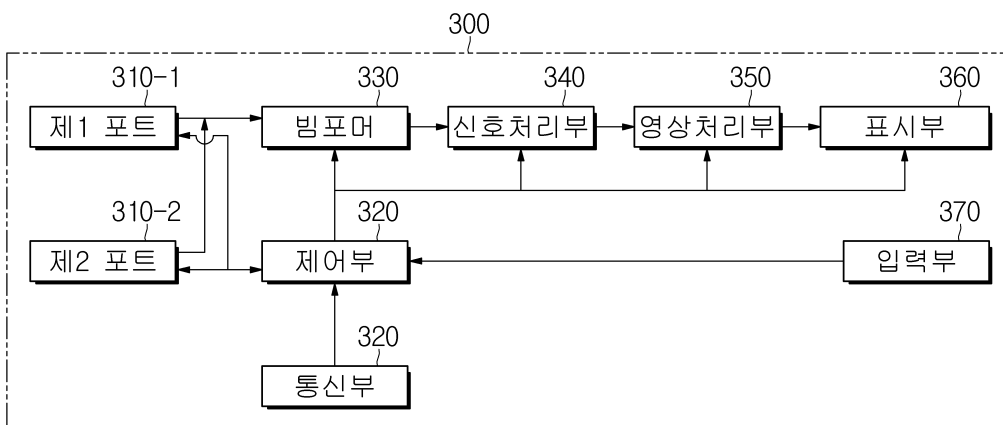 300
310-1
330
340
350
360
제1 포트
빔포머
신호처리부
영상처리부
표시부
310-2
320
370
제2 포트
제어부
입력부
320
통신부